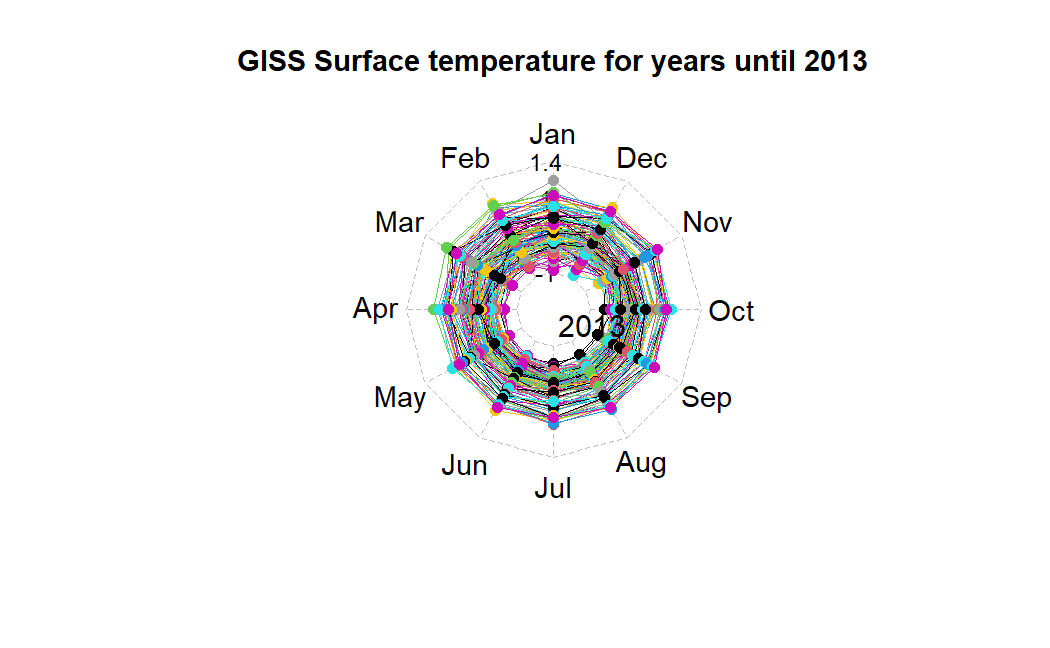 GISS Surface temperature for years until 2013
Jan
1.4
Feb
Dec
Mar
Nov
-1
Apr
Oct
2013
May
Sep
Jun
Aug
Jul